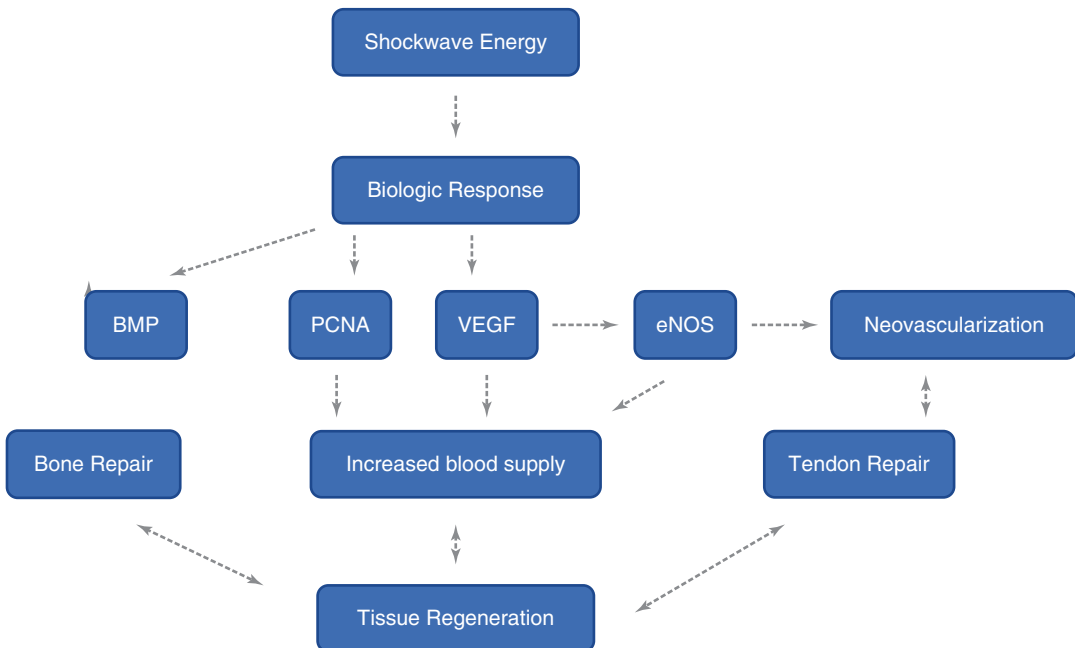 Shockwave Energy
Biologic Response
BMP
PCNA
VEGF
eNOS
Neovascularization
Bone Repair
Increased blood supply
Tendon Repair
Tissue Regeneration